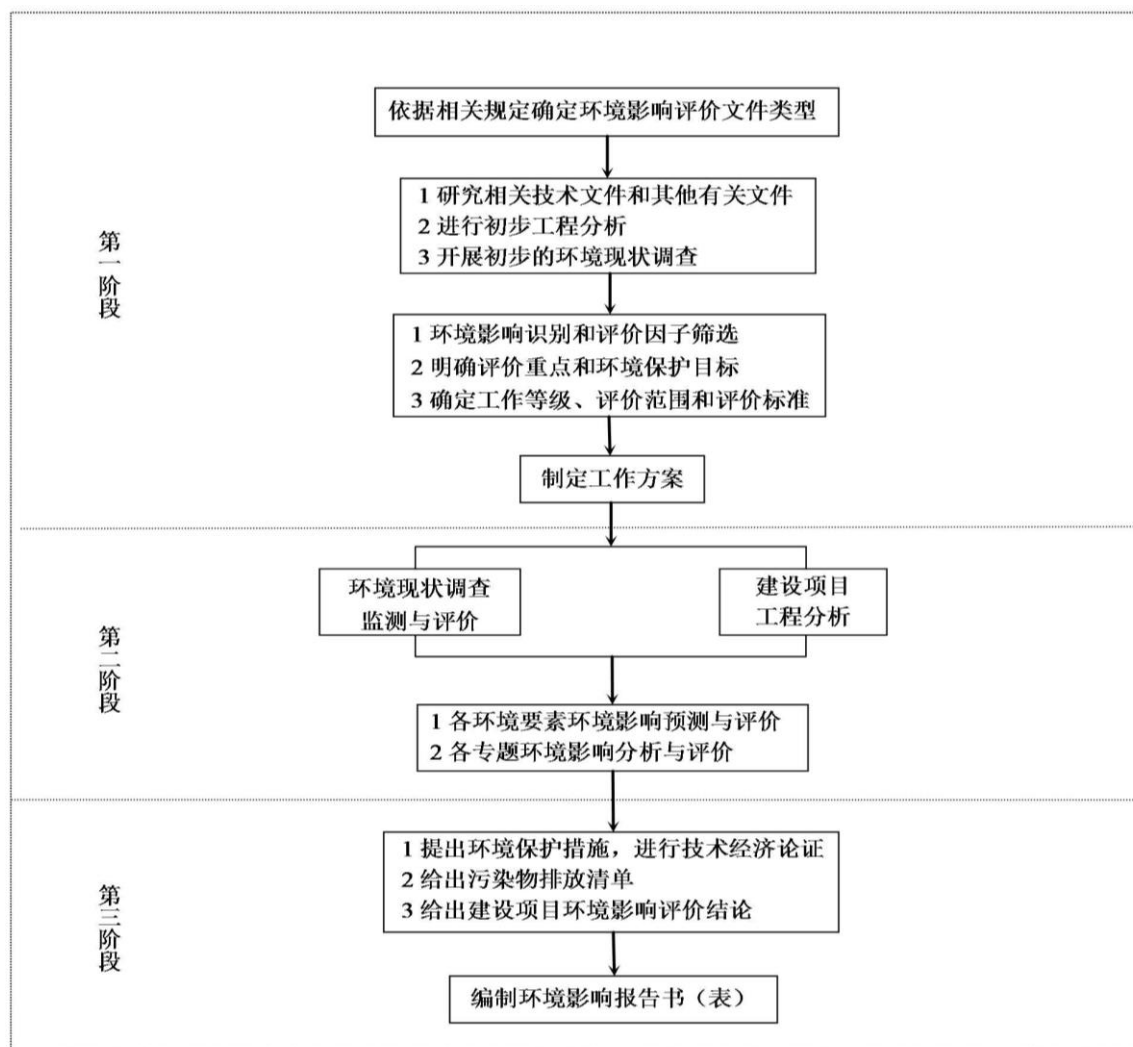 依据相关规定确定环境影响评价文件类型
1 研究相关技术文件和其他有关文件
2 进行初步工程分析
3 开展初步的环境现状调查
第一阶段
1 环境影响识别和评价因子筛选
2 明确评价重点和环境保护目标
3 确定工作等级、评价范围和评价标准
制定工作方案
环境现状调查
监测与评价
建设项目
工程分析
第二阶段
1 各环境要素环境影响预测与评价
2 各专题环境影响分析与评价
1 提出环境保护措施，进行技术经济论证
2 给出污染物排放清单
3 给出建设项目环境影响评价结论
第三阶段
编制环境影响报告书（表）